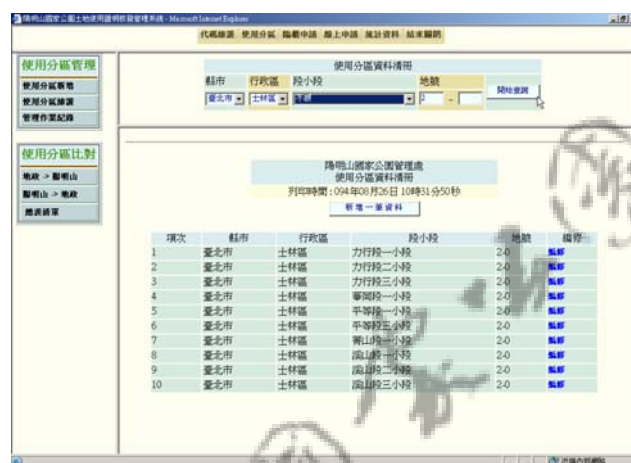 陽明山國家公園土地使用證明核發管理系統 - Microsoft Internet Explorer
代碼維護 使用分區 臨櫃申請 線上申請 統計資料 結束關閉
使用分區管理
使用分區新增
使用分區維護
管理作業紀錄
使用分區資料清冊
縣市 行政區 段小段 地號
臺北市 士林區 不限 2 -
開始查詢
使用分區比對
地政 -> 陽明山
陽明山 -> 地政
總表清單
陽明山國家公園管理處
使用分區資料清冊
列印時間:094年08月26日 10時31分50秒
新增一筆資料
項次 縣市 行政區 段小段 地號 編修
1 臺北市 士林區 力行段一小段 2-0 編修
2 臺北市 士林區 力行段二小段 2-0 編修
3 臺北市 士林區 力行段三小段 2-0 編修
4 臺北市 士林區 華岡段一小段 2-0 編修
5 臺北市 士林區 平等段一小段 2-0 編修
6 臺北市 士林區 平等段三小段 2-0 編修
7 臺北市 士林區 菁山段一小段 2-0 編修
8 臺北市 士林區 溪山段一小段 2-0 編修
9 臺北市 士林區 溪山段二小段 2-0 編修
10 臺北市 士林區 溪山段三小段 2-0 編修
近端內部網路